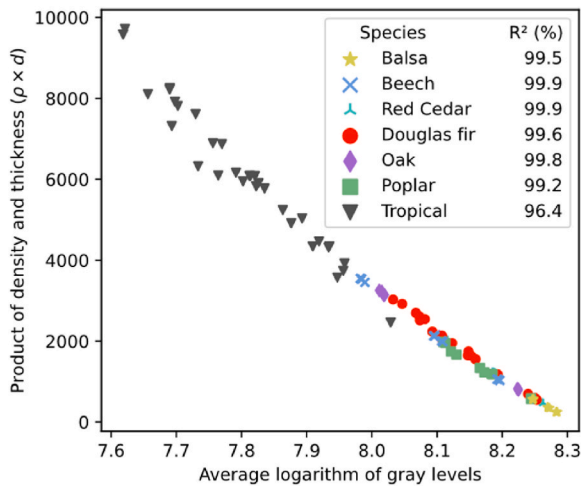 10000
8000
6000
4000
2000
0
Product of density and thickness (ρ × d)
Species R² (%)
Balsa 99.5
Beech 99.9
Red Cedar 99.9
Douglas fir 99.6
Oak 99.8
Poplar 99.2
Tropical 96.4
7.6 7.7 7.8 7.9 8.0 8.1 8.2 8.3
Average logarithm of gray levels